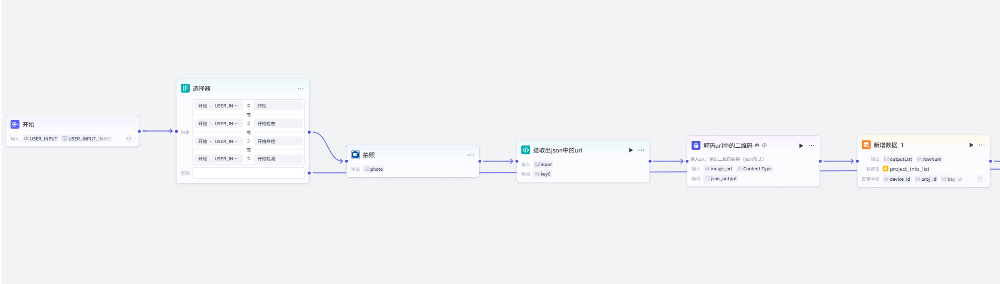 开始
输入 str. USER_INPUT USER_INPUT_IMAGE ...
IF 选择器 ...
如果
开始 - USER_IN... ⊃ 终检
或
开始 - USER_IN... ⊃ 开始检查
或
开始 - USER_IN... ⊃ 开始终检
或
开始 - USER_IN... ⊃ 开始检测
否则
拍照 ...
输出 photo
提取出json中的url ...
输入 input
输出 str. key0
解码url中的二维码 ...
输入url，输出二维码结果（json形式）
输入 str. image_url str. Content-Type
输出 { } json_output
新增数据_1 ...
输出 [{}] outputList int. rowNum
数据表 project_info_list
配置字段 str. device_id str. proj_id str. bay_id ...